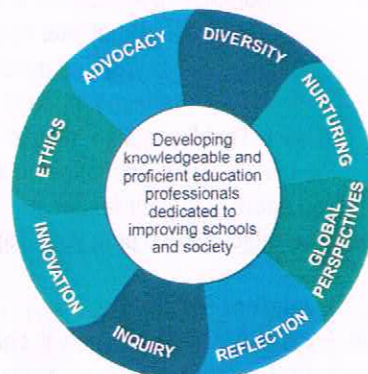 ADVOCACY
DIVERSITY
NURTURING
GLOBAL
PERSPECTIVES
REFLECTION
INQUIRY
INNOVATION
ETHICS
Developing
knowledgeable and
proficient education
professionals
dedicated to
improving schools
and society